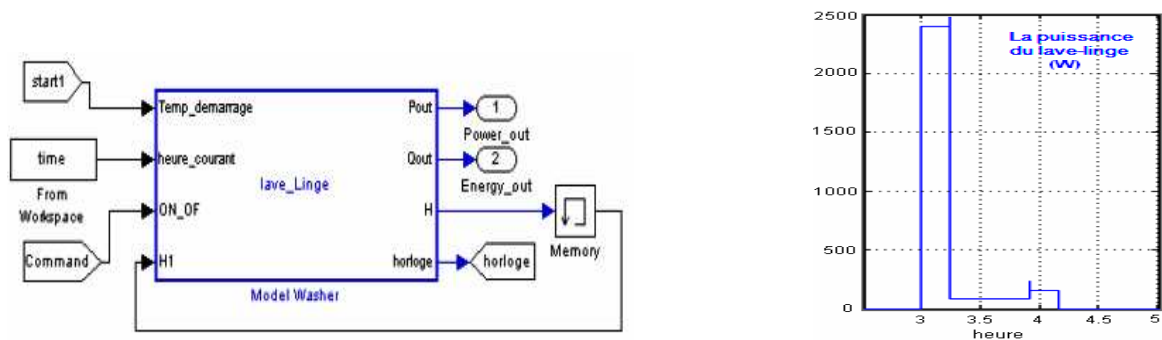 start1
time
From
Workspace
Command
Temp_demarrage
heure_courant
ON_OF
H1
lave_Linge
Pout
Qout
H
horloge
Model Washer
1
Power_out
2
Energy_out
Memory
horloge
La puissance
du lave-linge
(W)
2500
2000
1500
1000
500
0
3
3.5
4
4.5
5
heure